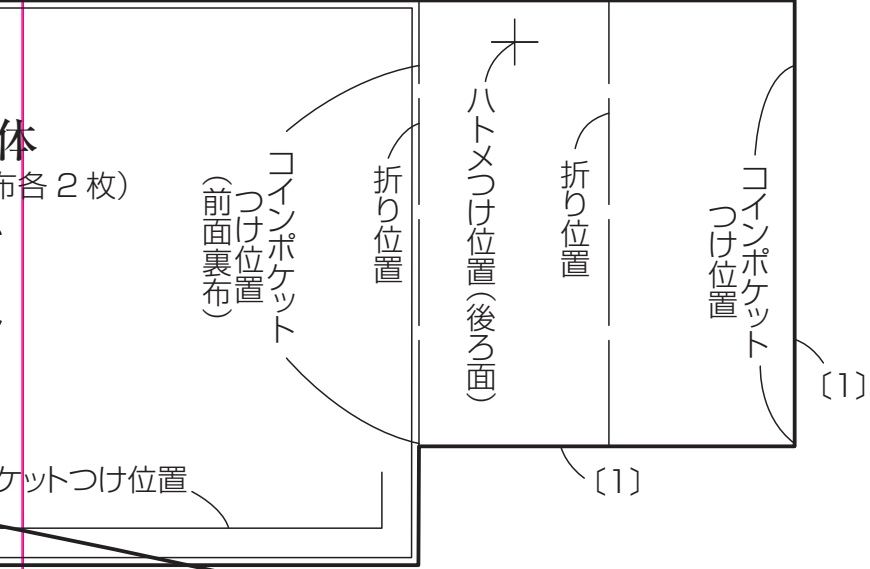 体
布各2枚）
コインポケット
つけ位置
（前面裏布）
折り位置
ハトメつけ位置（後ろ面）
折り位置
コインポケット
つけ位置
〔1〕
〔1〕
ケットつけ位置